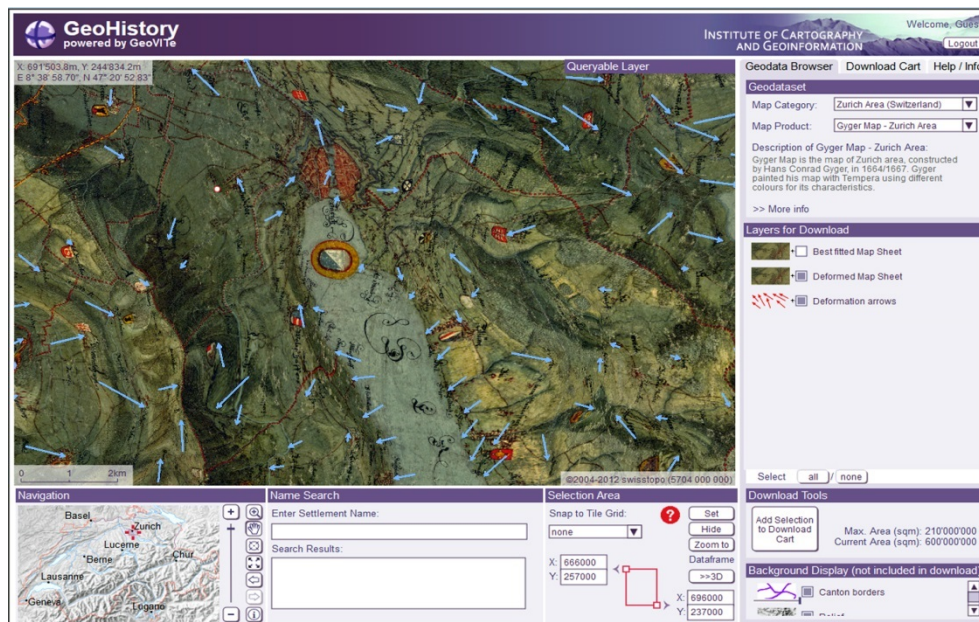 GeoHistory
powered by GeoVITe
INSTITUTE OF CARTOGRAPHY
AND GEOINFORMATION
Welcome, Gues
Logout
X: 691'503.8m, Y: 244'834.2m
E 8° 38' 58.70", N 47° 20' 52.83"
Queryable Layer
0 1 2km
©2004-2012 swisstopo (5704 000 000)
Geodata Browser Download Cart Help / Info
Geodataset
Map Category: Zurich Area (Switzerland)
Map Product: Gyger Map - Zurich Area
Description of Gyger Map - Zurich Area:
Gyger Map is the map of Zurich area, constructed
by Hans Conrad Gyger, in 1664/1667. Gyger
painted his map with Tempera using different
colours for its characteristics.
>> More info
Layers for Download
Best fitted Map Sheet
Deformed Map Sheet
Deformation arrows
Select all / none
Navigation
Basel
Zurich
Lucerne
Berne
Chur
Lausanne
Geneva
Lugano
Name Search
Enter Settlement Name:
Search Results:
Selection Area
Snap to Tile Grid:
none
?
Set
Hide
Zoom to
Dataframe
>>3D
X: 666000
Y: 257000
X: 696000
Y: 237000
Download Tools
Add Selection
to Download
Cart
Max. Area (sqm): 210'000'000
Current Area (sqm): 600'000'000
Background Display (not included in download)
Canton borders
Relief